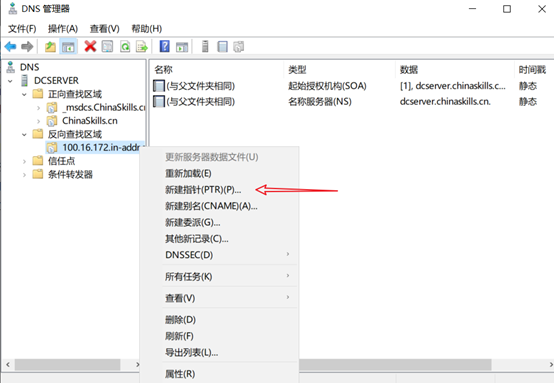 DNS 管理器
文件(F) 操作(A) 查看(V) 帮助(H)
DNS
DCSERVER
正向查找区域
_msdcs.ChinaSkills.cn
ChinaSkills.cn
反向查找区域
100.16.172.in-addr
信任点
条件转发器
名称 类型 数据 时间戳
(与父文件夹相同) 起始授权机构(SOA) [1], dcserver.chinaskills.c... 静态
(与父文件夹相同) 名称服务器(NS) dcserver.chinaskills.cn. 静态
更新服务器数据文件(U)
重新加载(E)
新建指针(PTR)(P)...
新建别名(CNAME)(A)...
新建委派(G)...
其他新记录(C)...
DNSSEC(D)
所有任务(K)
查看(V)
删除(D)
刷新(F)
导出列表(L)...
属性(R)